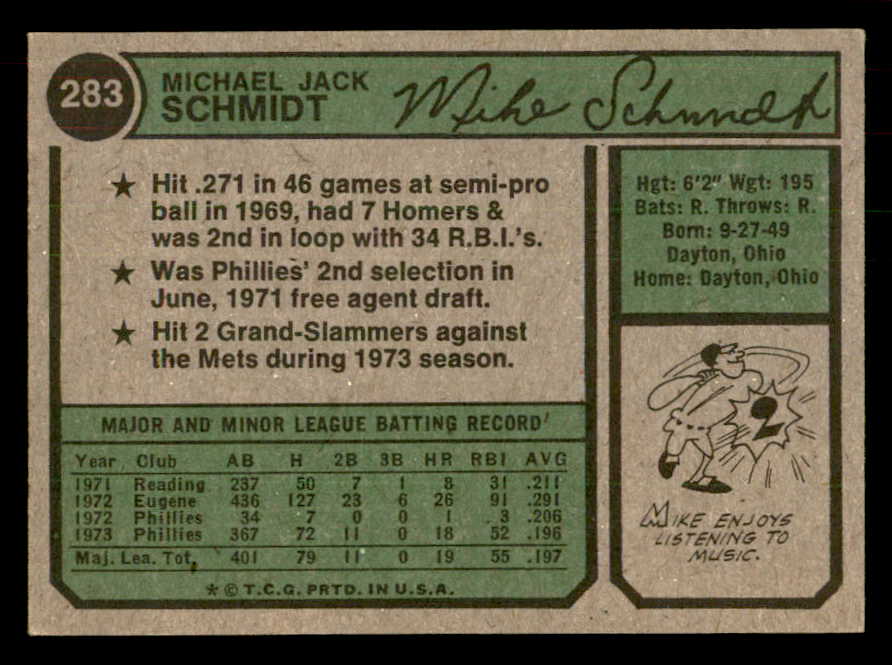 283
MICHAEL JACK
SCHMIDT
Mike Schmidt
★ Hit .271 in 46 games at semi-pro
ball in 1969, had 7 Homers &
was 2nd in loop with 34 R.B.I.'s.
★ Was Phillies' 2nd selection in
June, 1971 free agent draft.
★ Hit 2 Grand-Slammers against
the Mets during 1973 season.
MAJOR AND MINOR LEAGUE BATTING RECORD
Year Club AB H 2B 3B HR RBI AVG
1971 Reading 237 50 7 1 8 31 .211
1972 Eugene 436 127 23 6 26 91 .291
1972 Phillies 34 7 0 0 1 3 .206
1973 Phillies 367 72 11 0 18 52 .196
Maj. Lea. Tot. 401 79 11 0 19 55 .197
* © T.C.G. PRTD. IN U.S.A.
Hgt: 6'2" Wgt: 195
Bats: R. Throws: R.
Born: 9-27-49
Dayton, Ohio
Home: Dayton, Ohio
2
MIKE ENJOYS
LISTENING TO
MUSIC.